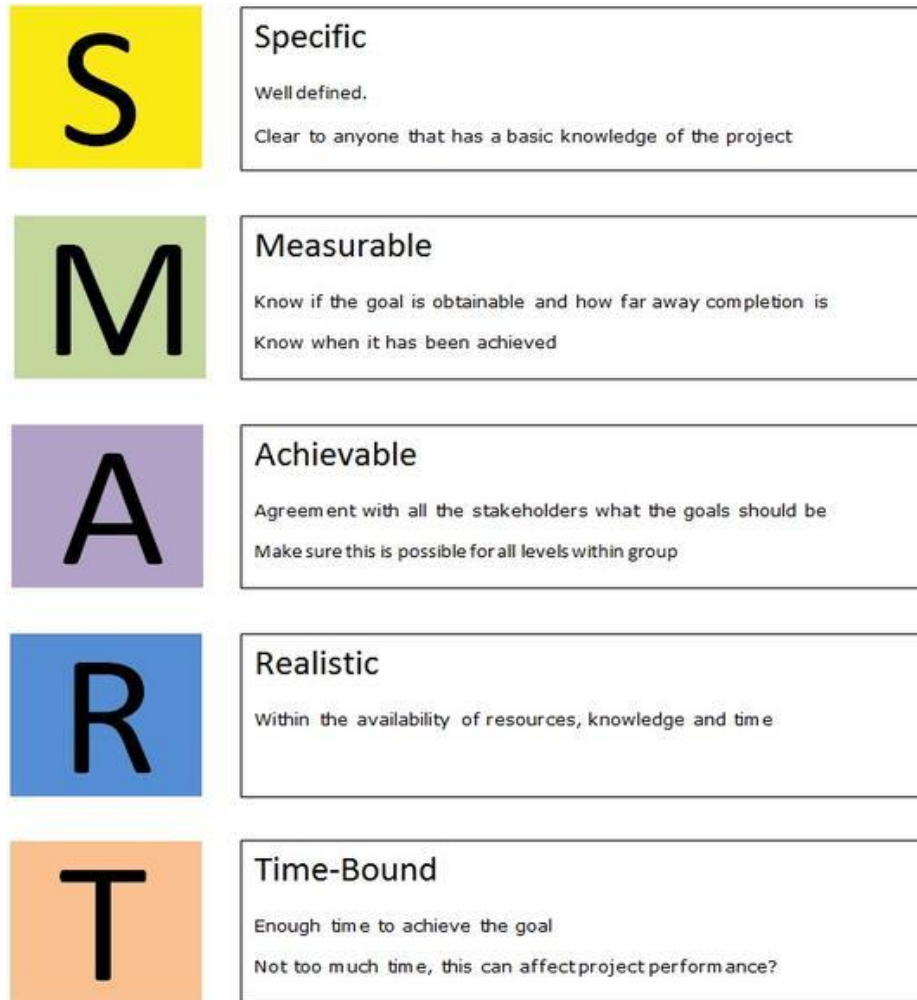 S
Specific
Well defined.
Clear to anyone that has a basic knowledge of the project
M
Measurable
Know if the goal is obtainable and how far away completion is
Know when it has been achieved
A
Achievable
Agreement with all the stakeholders what the goals should be
Make sure this is possible for all levels within group
R
Realistic
Within the availability of resources, knowledge and time
T
Time-Bound
Enough time to achieve the goal
Not too much time, this can affect project performance?